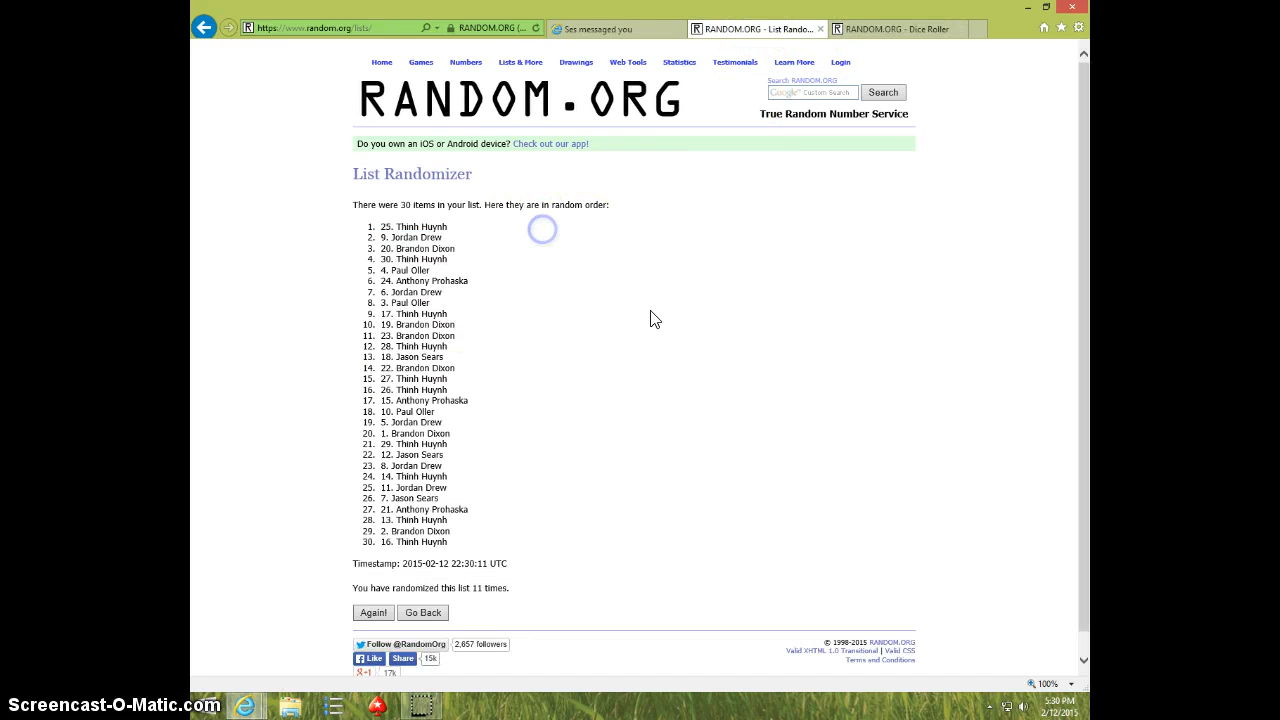 https://www.random.org/lists/
RANDOM.ORG (...
Ses messaged you
RANDOM.ORG - List Rando...
RANDOM.ORG - Dice Roller
Home Games Numbers Lists & More Drawings Web Tools Statistics Testimonials Learn More Login
RANDOM.ORG
Search RANDOM.ORG
Google Custom Search
Search
True Random Number Service
Do you own an iOS or Android device? Check out our app!
List Randomizer
There were 30 items in your list. Here they are in random order:
1. 25. Thinh Huynh
2. 9. Jordan Drew
3. 20. Brandon Dixon
4. 30. Thinh Huynh
5. 4. Paul Oller
6. 24. Anthony Prohaska
7. 6. Jordan Drew
8. 3. Paul Oller
9. 17. Thinh Huynh
10. 19. Brandon Dixon
11. 23. Brandon Dixon
12. 28. Thinh Huynh
13. 18. Jason Sears
14. 22. Brandon Dixon
15. 27. Thinh Huynh
16. 26. Thinh Huynh
17. 15. Anthony Prohaska
18. 10. Paul Oller
19. 5. Jordan Drew
20. 1. Brandon Dixon
21. 29. Thinh Huynh
22. 12. Jason Sears
23. 8. Jordan Drew
24. 14. Thinh Huynh
25. 11. Jordan Drew
26. 7. Jason Sears
27. 21. Anthony Prohaska
28. 13. Thinh Huynh
29. 2. Brandon Dixon
30. 16. Thinh Huynh
Timestamp: 2015-02-12 22:30:11 UTC
You have randomized this list 11 times.
Again! Go Back
Follow @RandomOrg 2,657 followers
Like Share 15k
+1 17k
© 1998-2015 RANDOM.ORG
Valid XHTML 1.0 Transitional | Valid CSS
Terms and Conditions
100%
5:30 PM
2/12/2015
Screencast-O-Matic.com